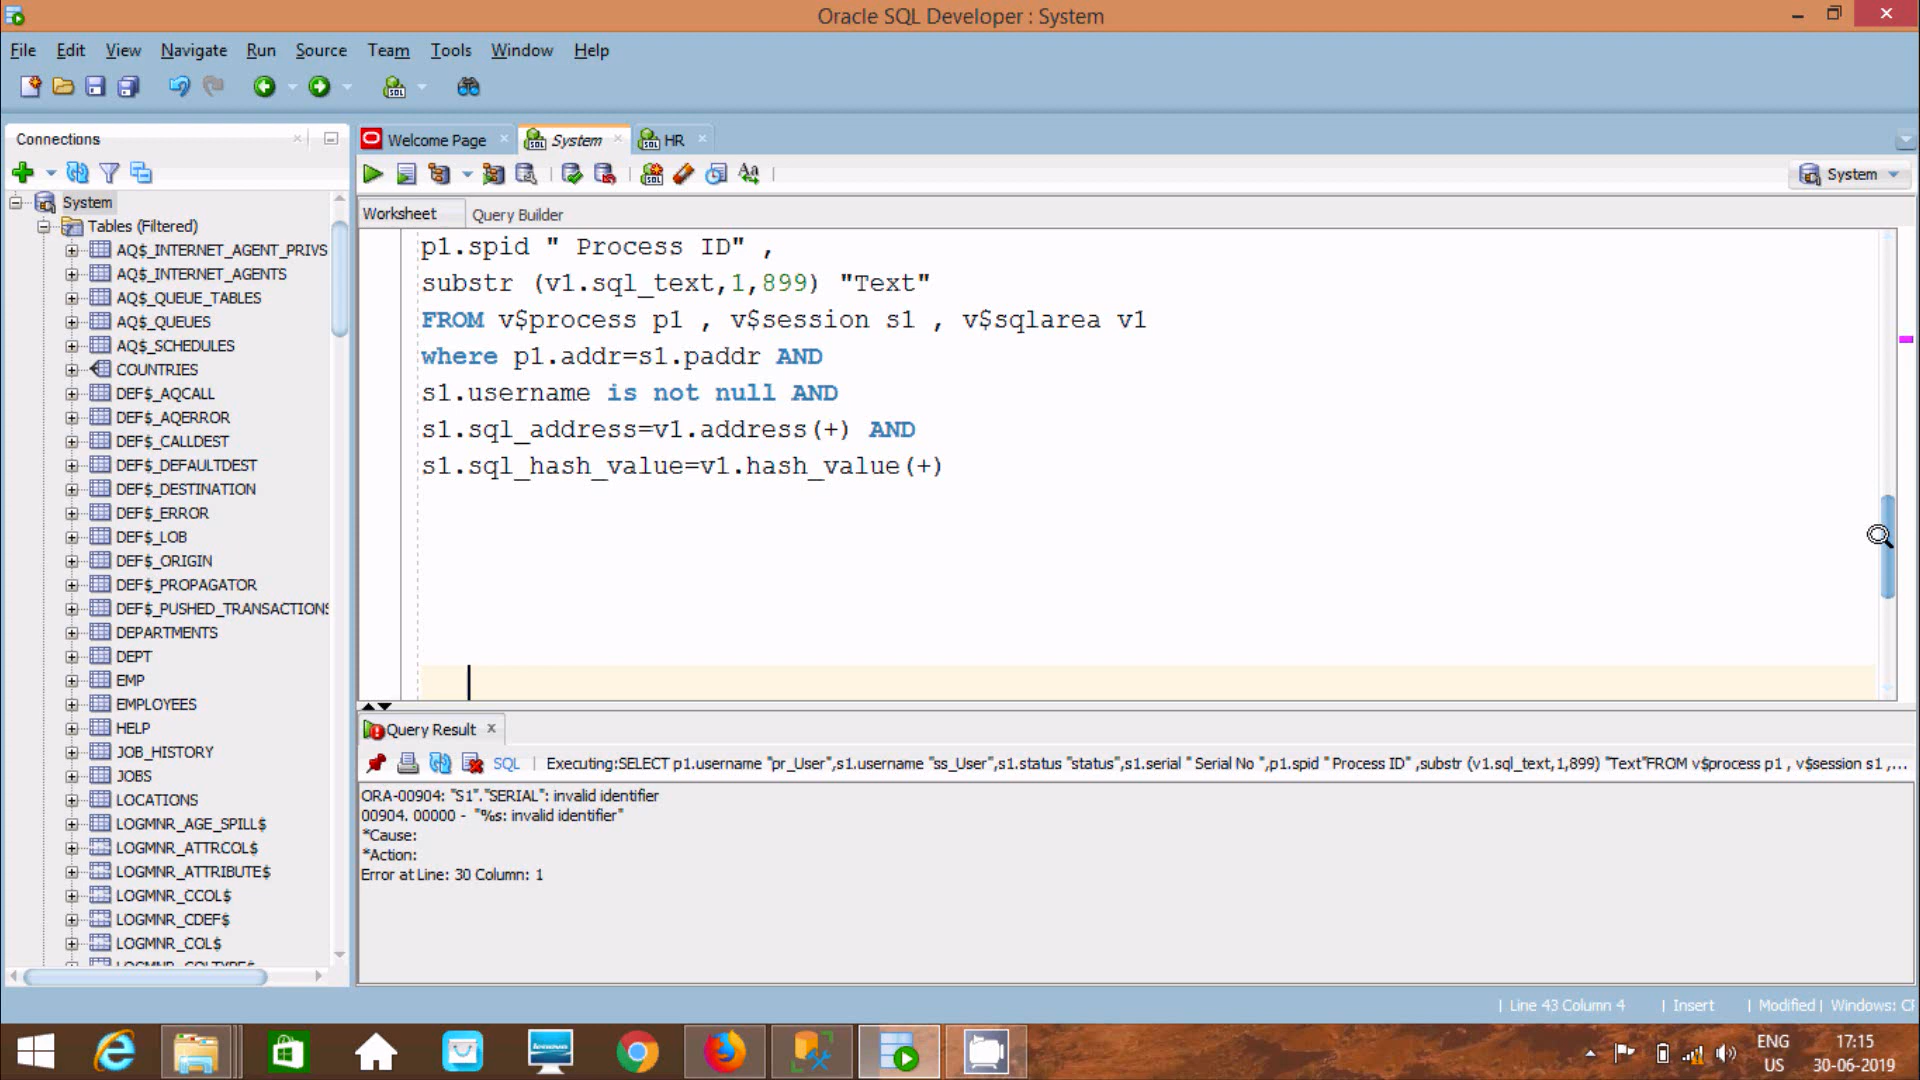 Oracle SQL Developer : System
File Edit View Navigate Run Source Team Tools Window Help
Connections
Welcome Page System HR
System
Worksheet Query Builder
System
Tables (Filtered)
AQ$_INTERNET_AGENT_PRIVS
AQ$_INTERNET_AGENTS
AQ$_QUEUE_TABLES
AQ$_QUEUES
AQ$_SCHEDULES
COUNTRIES
DEF$_AQCALL
DEF$_AQERROR
DEF$_CALLDEST
DEF$_DEFAULTDEST
DEF$_DESTINATION
DEF$_ERROR
DEF$_LOB
DEF$_ORIGIN
DEF$_PROPAGATOR
DEF$_PUSHED_TRANSACTIONS
DEPARTMENTS
DEPT
EMP
EMPLOYEES
HELP
JOB_HISTORY
JOBS
LOCATIONS
LOGMNR_AGE_SPILL$
LOGMNR_ATTRCOL$
LOGMNR_ATTRIBUTE$
LOGMNR_CCOL$
LOGMNR_CDEF$
LOGMNR_COL$
p1.spid " Process ID" ,
substr (v1.sql_text,1,899) "Text"
FROM v$process p1 , v$session s1 , v$sqlarea v1
where p1.addr=s1.paddr AND
s1.username is not null AND
s1.sql_address=v1.address(+) AND
s1.sql_hash_value=v1.hash_value(+)
Query Result
SQL | Executing:SELECT p1.username "pr_User",s1.username "ss_User",s1.status "status",s1.serial " Serial No ",p1.spid " Process ID" ,substr (v1.sql_text,1,899) "Text"FROM v$process p1 , v$session s1 ,...
ORA-00904: "S1"."SERIAL": invalid identifier
00904. 00000 - "%s: invalid identifier"
*Cause:
*Action:
Error at Line: 30 Column: 1
| Line 43 Column 4 | Insert | Modified | Windows: C
ENG
US
17:15
30-06-2019